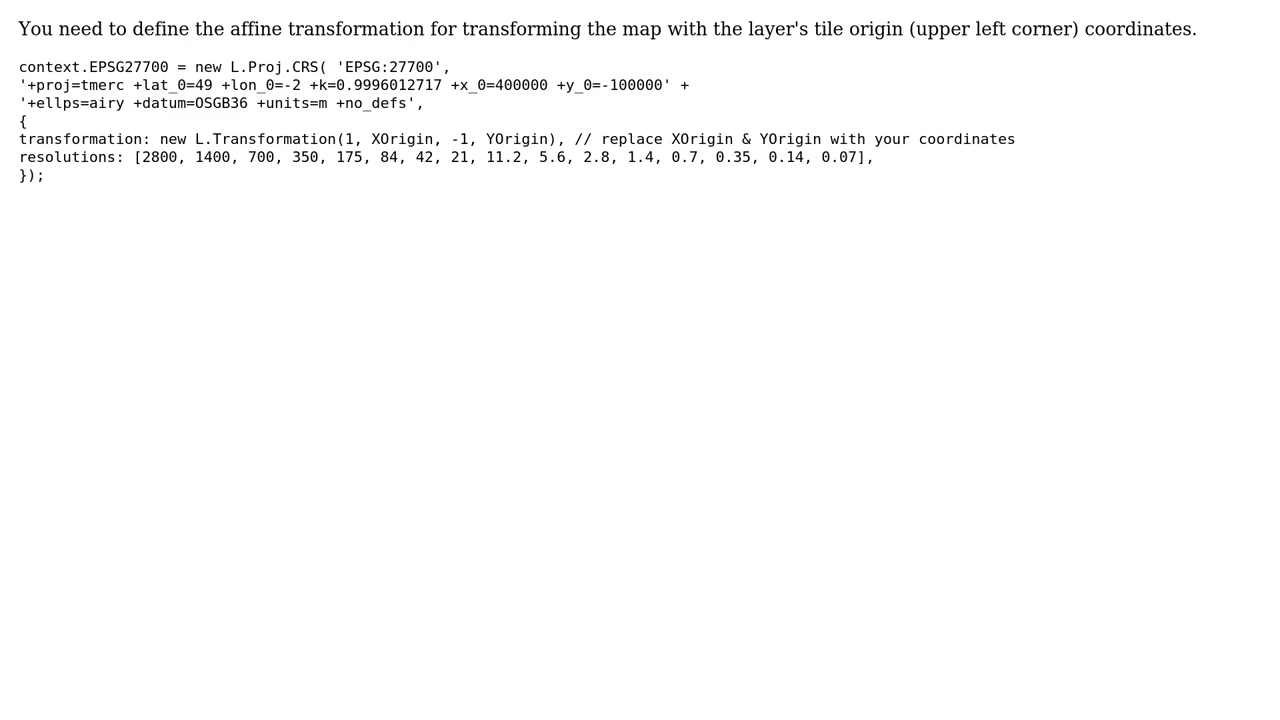 You need to define the affine transformation for transforming the map with the layer's tile origin (upper left corner) coordinates.
context.EPSG27700 = new L.Proj.CRS( 'EPSG:27700',
'+proj=tmerc +lat_0=49 +lon_0=-2 +k=0.9996012717 +x_0=400000 +y_0=-100000' +
'+ellps=airy +datum=OSGB36 +units=m +no_defs',
{
transformation: new L.Transformation(1, XOrigin, -1, YOrigin), // replace XOrigin & YOrigin with your coordinates
resolutions: [2800, 1400, 700, 350, 175, 84, 42, 21, 11.2, 5.6, 2.8, 1.4, 0.7, 0.35, 0.14, 0.07],
});